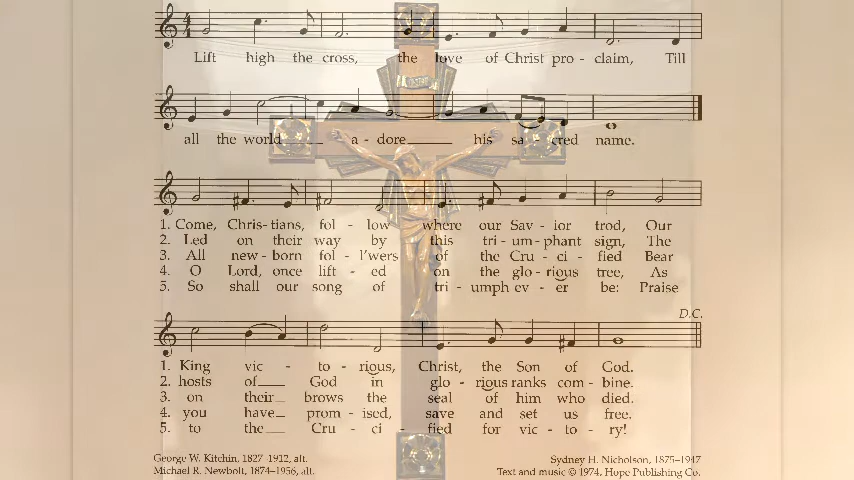 Lift high the cross, the love of Christ pro - claim, Till
all the world a - dore his sa cred name.
1. Come, Chris - tians, fol - low where our Sav - ior trod, Our
2. Led on their way by this tri - um - phant sign, The
3. All new - born fol - l'wers of the Cru - ci - fied Bear
4. O Lord, once lift - ed on the glo - rious tree, As
5. So shall our song of tri - umph ev - er be: Praise
D.C.
1. King vic - to - rious, Christ, the Son of God.
2. hosts of God in glo - rious ranks com - bine.
3. on their brows the seal of him who died.
4. you have prom - ised, save and set us free.
5. to the Cru - ci - fied for vic - to - ry!
George W. Kitchin, 1827–1912, alt.
Michael R. Newbolt, 1874–1956, alt.
Sydney H. Nicholson, 1875–1947
Text and music © 1974, Hope Publishing Co.